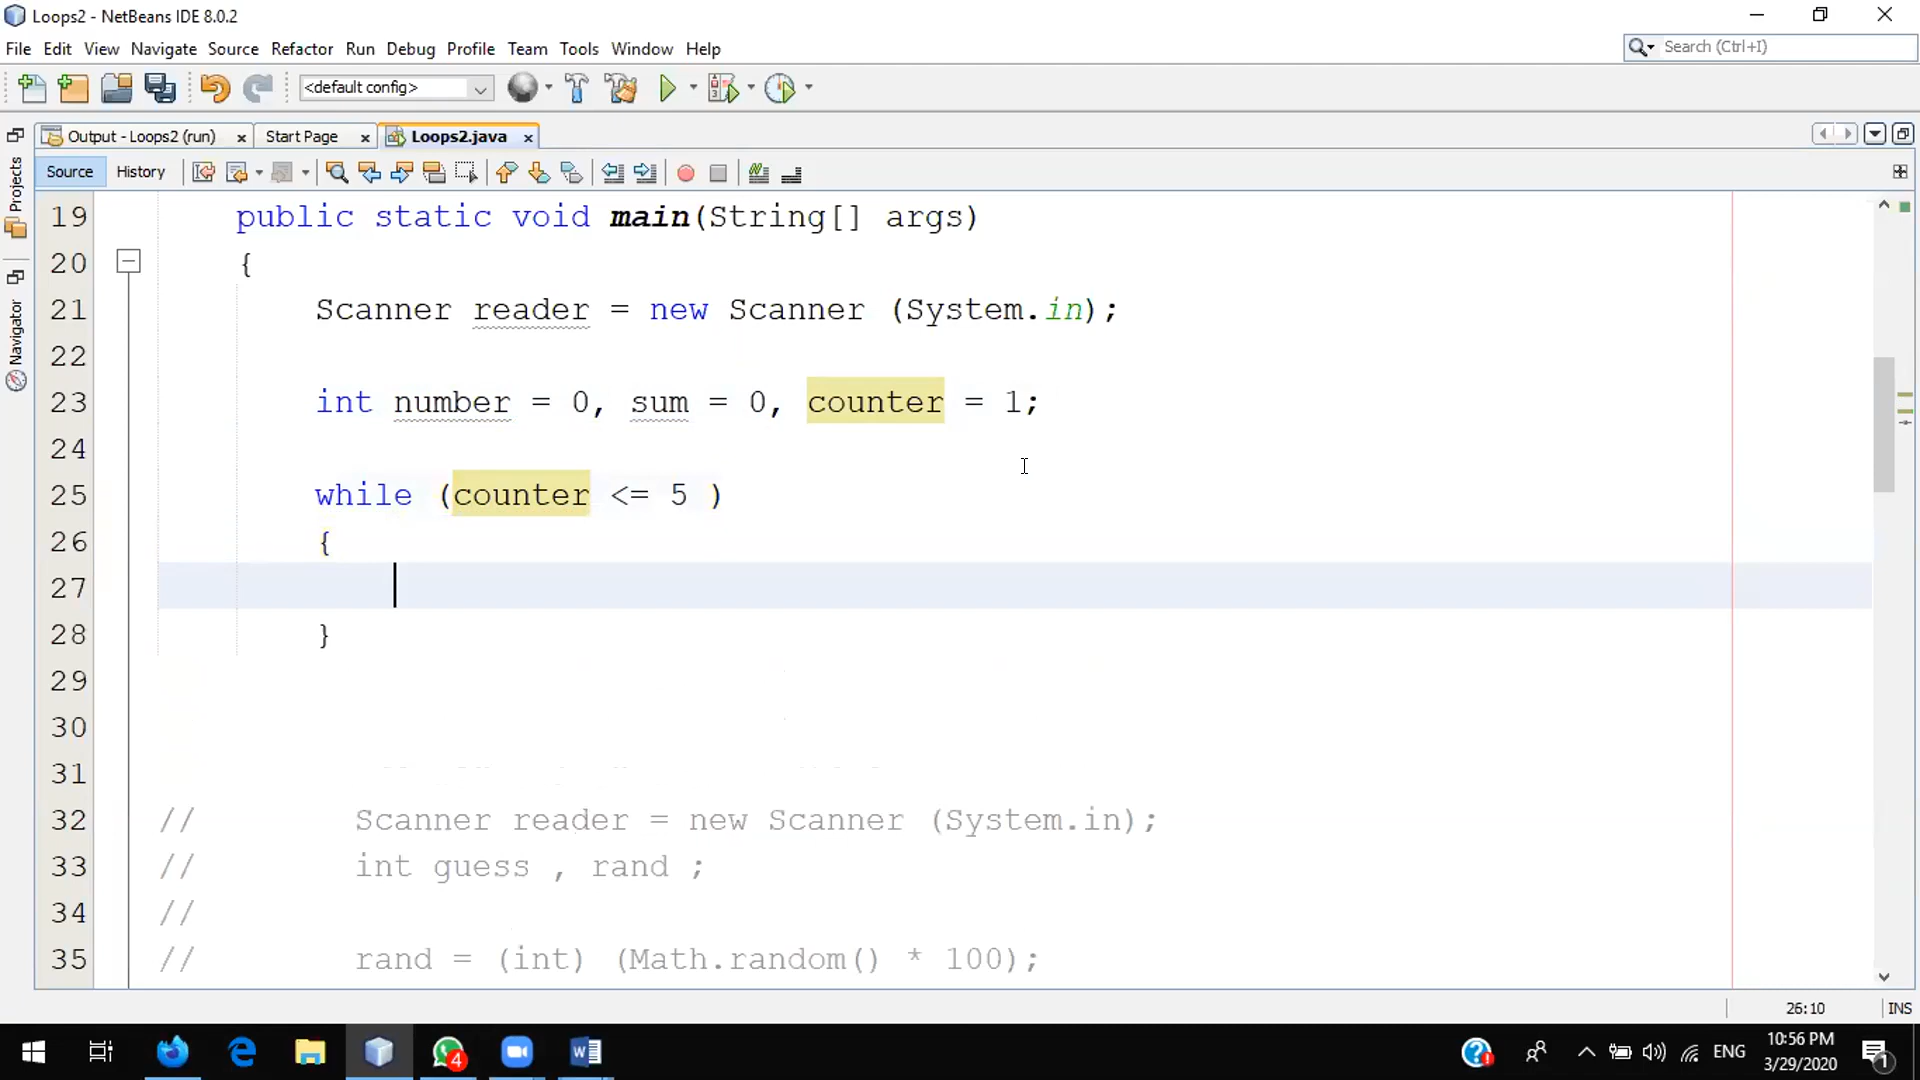 Loops2 - NetBeans IDE 8.0.2
File Edit View Navigate Source Refactor Run Debug Profile Team Tools Window Help
Search (Ctrl+I)
<default config>
Output - Loops2 (run) Start Page Loops2.java
Source History
Projects
Navigator
19 public static void main(String[] args)
20 {
21 Scanner reader = new Scanner (System.in);
22
23 int number = 0, sum = 0, counter = 1;
24
25 while (counter <= 5 )
26 {
27
28 }
29
30
31
32 // Scanner reader = new Scanner (System.in);
33 // int guess , rand ;
34 //
35 // rand = (int) (Math.random() * 100);
26:10 INS
4
ENG
10:56 PM
3/29/2020
1